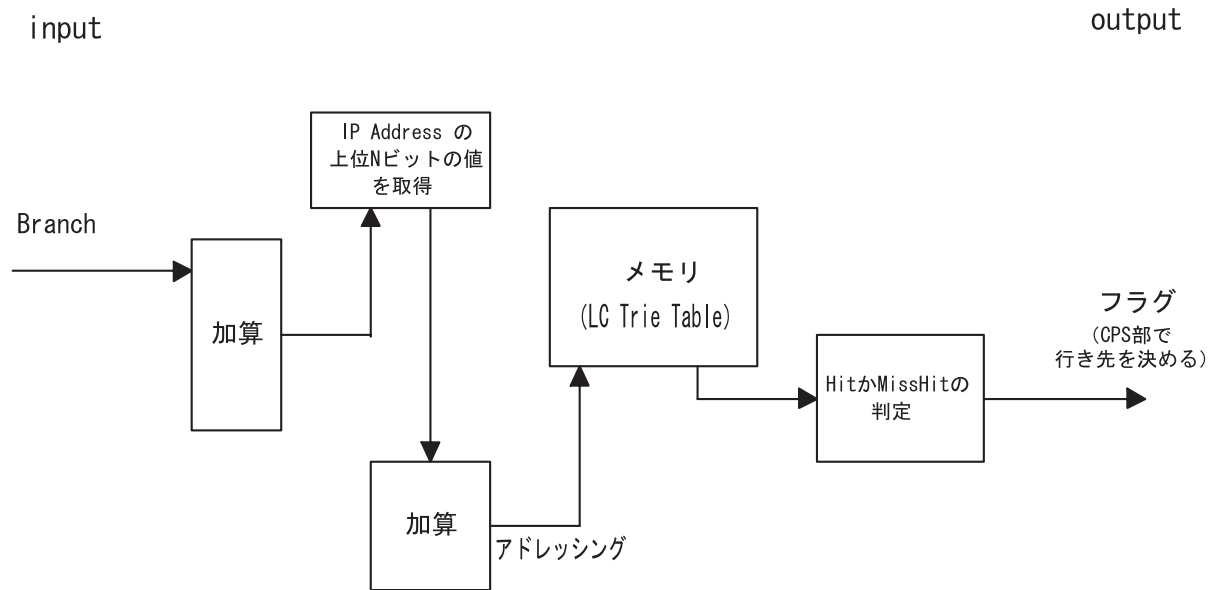 input
output
IP Address の
上位Nビットの値
を取得
Branch
加算
メモリ
(LC Trie Table)
フラグ
(CPS部で
行き先を決める)
HitかMissHitの
判定
加算
アドレッシング